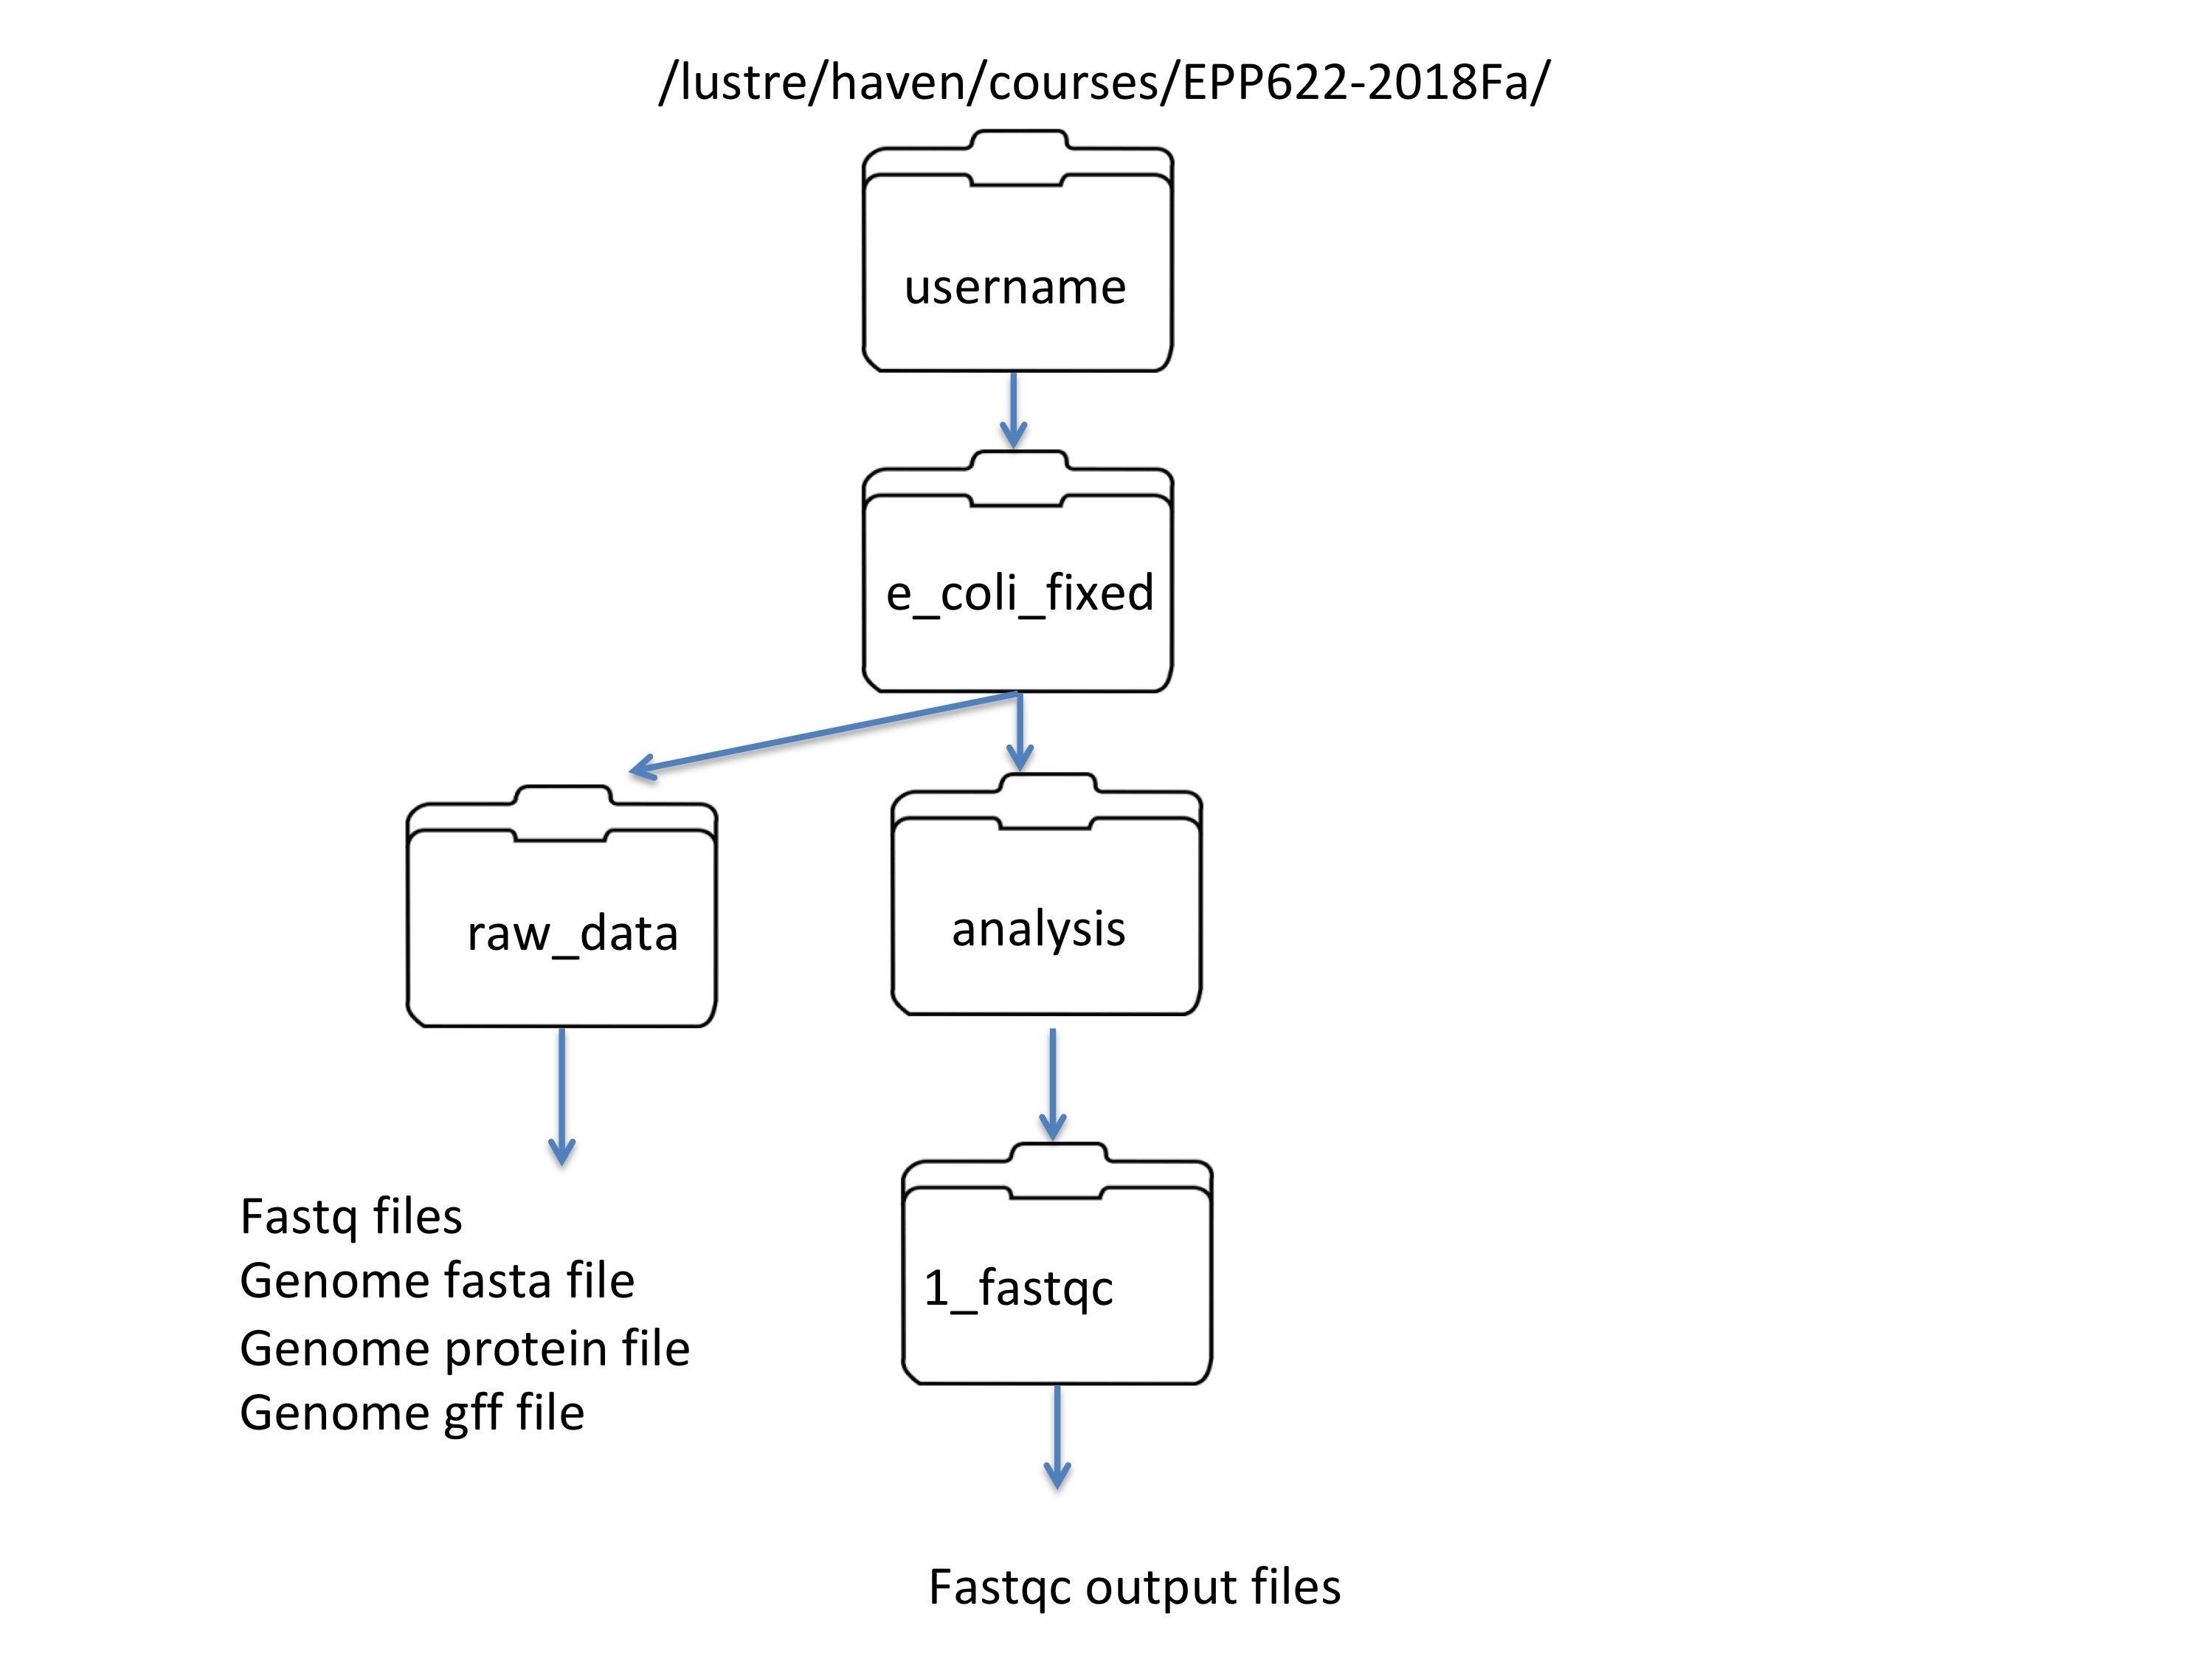 /lustre/haven/courses/EPP622-2018Fa/
username
e_coli_fixed
raw_data
analysis
Fastq files
Genome fasta file
Genome protein file
Genome gff file
1_fastqc
Fastqc output files